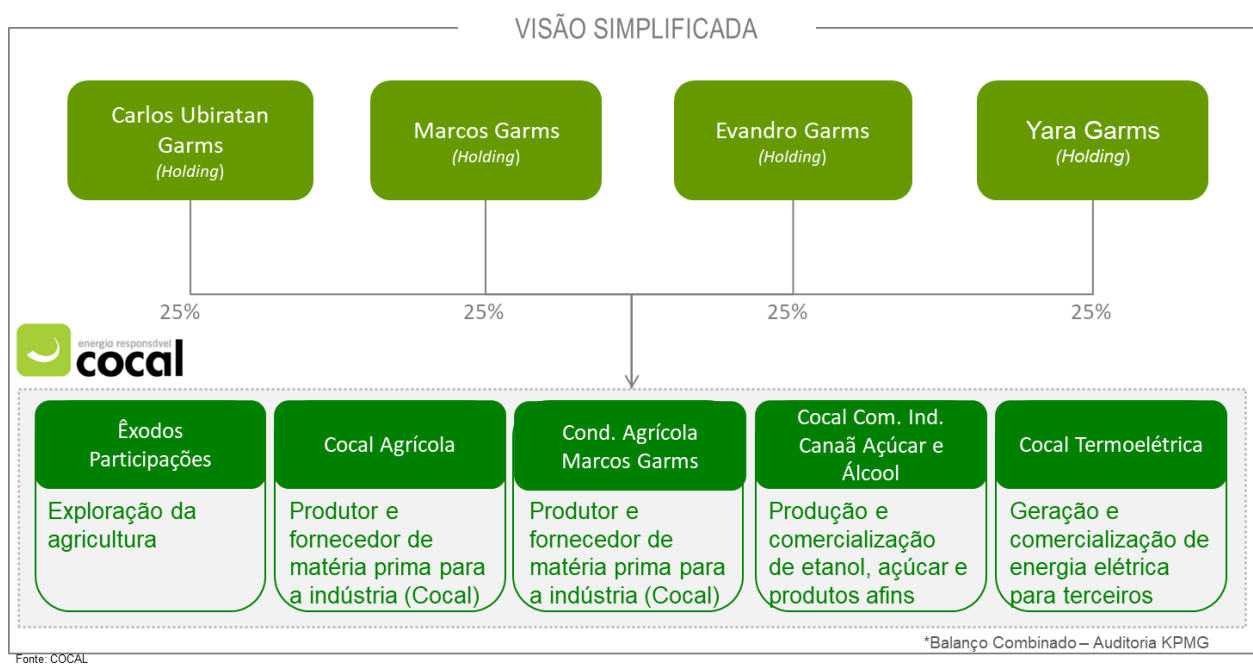 VISÃO SIMPLIFICADA
Carlos Ubiratan
Garms
(Holding)
Marcos Garms
(Holding)
Evandro Garms
(Holding)
Yara Garms
(Holding)
25%
25%
25%
25%
energia responsável
cocal
Êxodos
Participações
Exploração da
agricultura
Cocal Agrícola
Produtor e
fornecedor de
matéria prima para
a indústria (Cocal)
Cond. Agrícola
Marcos Garms
Produtor e
fornecedor de
matéria prima para
a indústria (Cocal)
Cocal Com. Ind.
Canaã Açúcar e
Álcool
Produção e
comercialização
de etanol, açúcar e
produtos afins
Cocal Termoelétrica
Geração e
comercialização de
energia elétrica
para terceiros
*Balanço Combinado – Auditoria KPMG
Fonte: COCAL